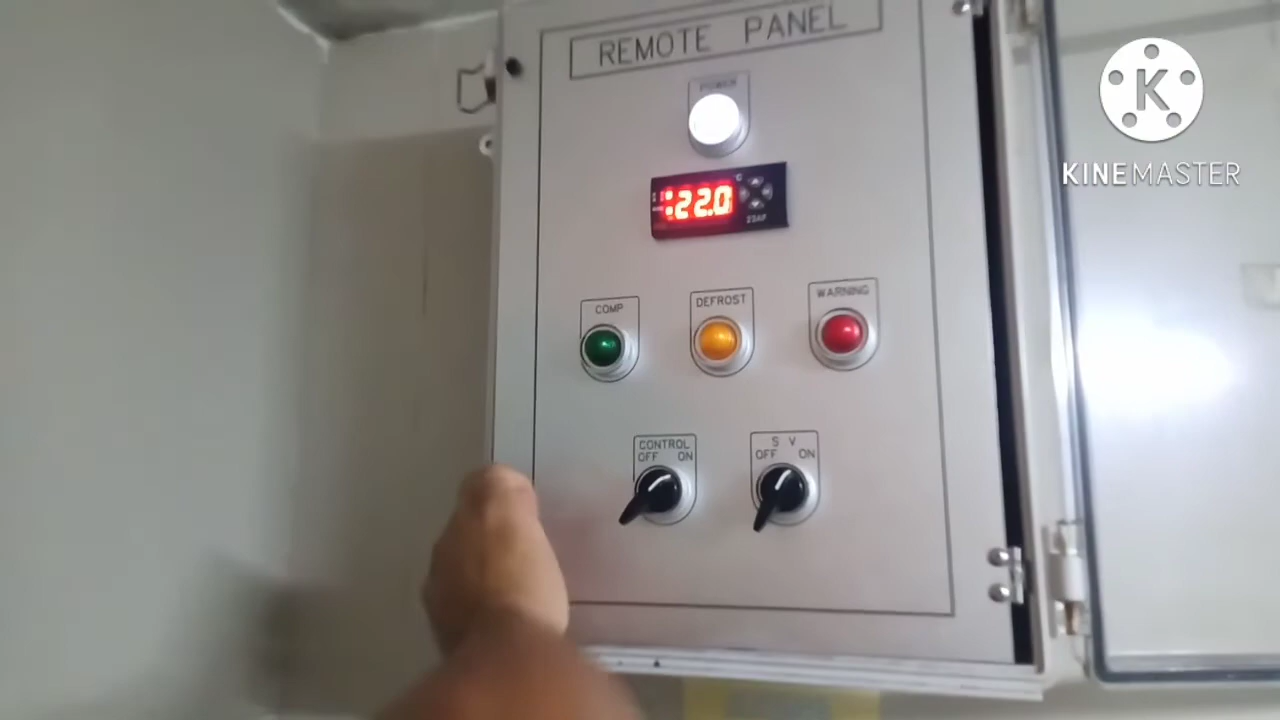 REMOTE PANEL
POWER
22.0
°C
COMP
DEFROST
WARNING
CONTROL
OFF ON
S V
OFF ON
K
KINEMASTER